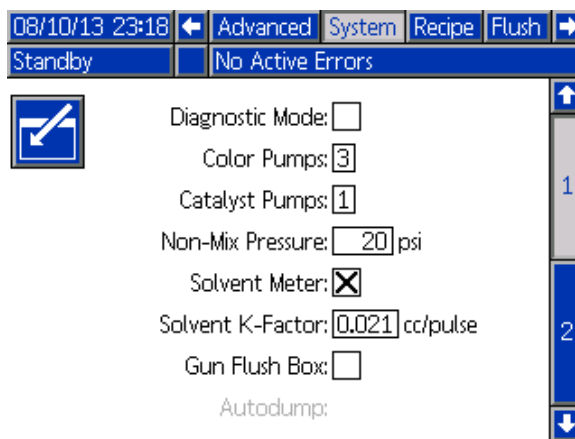 08/10/13 23:18 Advanced System Recipe Flush
Standby No Active Errors
Diagnostic Mode:
Color Pumps: 3
1
Catalyst Pumps: 1
Non-Mix Pressure: 20 psi
Solvent Meter:
Solvent K-Factor: 0.021 cc/pulse
2
Gun Flush Box:
Autodump: